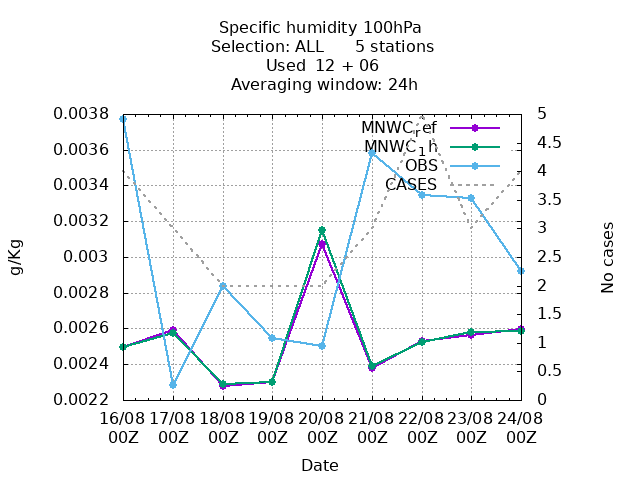 Specific humidity 100hPa
Selection: ALL      5 stations
Used  12 + 06
Averaging window: 24h
MNWC_ref
MNWC_1h
OBS
CASES
0.0038
0.0036
0.0034
0.0032
0.003
0.0028
0.0026
0.0024
0.0022
g/Kg
5
4.5
4
3.5
3
2.5
2
1.5
1
0.5
0
No cases
16/08 17/08 18/08 19/08 20/08 21/08 22/08 23/08 24/08
00Z 00Z 00Z 00Z 00Z 00Z 00Z 00Z 00Z
Date